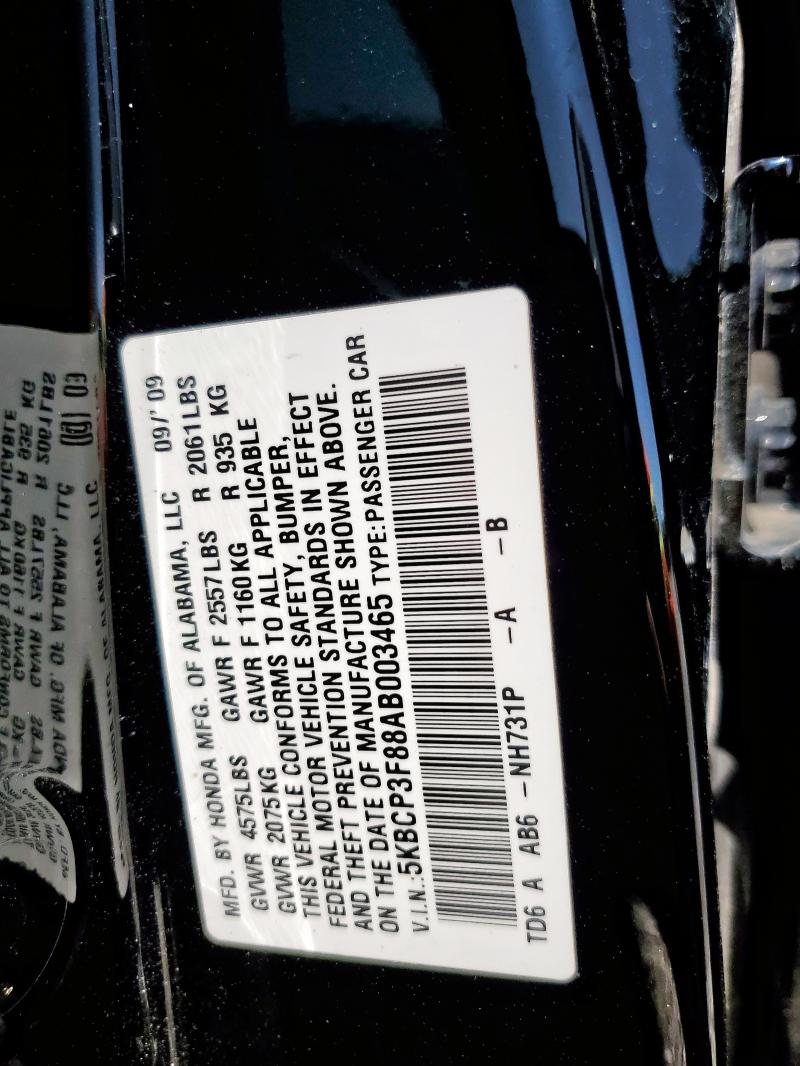 MFD. BY HONDA MFG. OF ALABAMA, LLC 09/'09
GVWR 4575LBS GAWR F 2557LBS R 2061LBS
GVWR 2075KG GAWR F 1160KG R 935 KG
THIS VEHICLE CONFORMS TO ALL APPLICABLE
FEDERAL MOTOR VEHICLE SAFETY, BUMPER,
AND THEFT PREVENTION STANDARDS IN EFFECT
ON THE DATE OF MANUFACTURE SHOWN ABOVE.
V.I.N.:5KBCP3F88AB003465 TYPE:PASSENGER CAR
TD6 A AB6 -NH731P -A -B